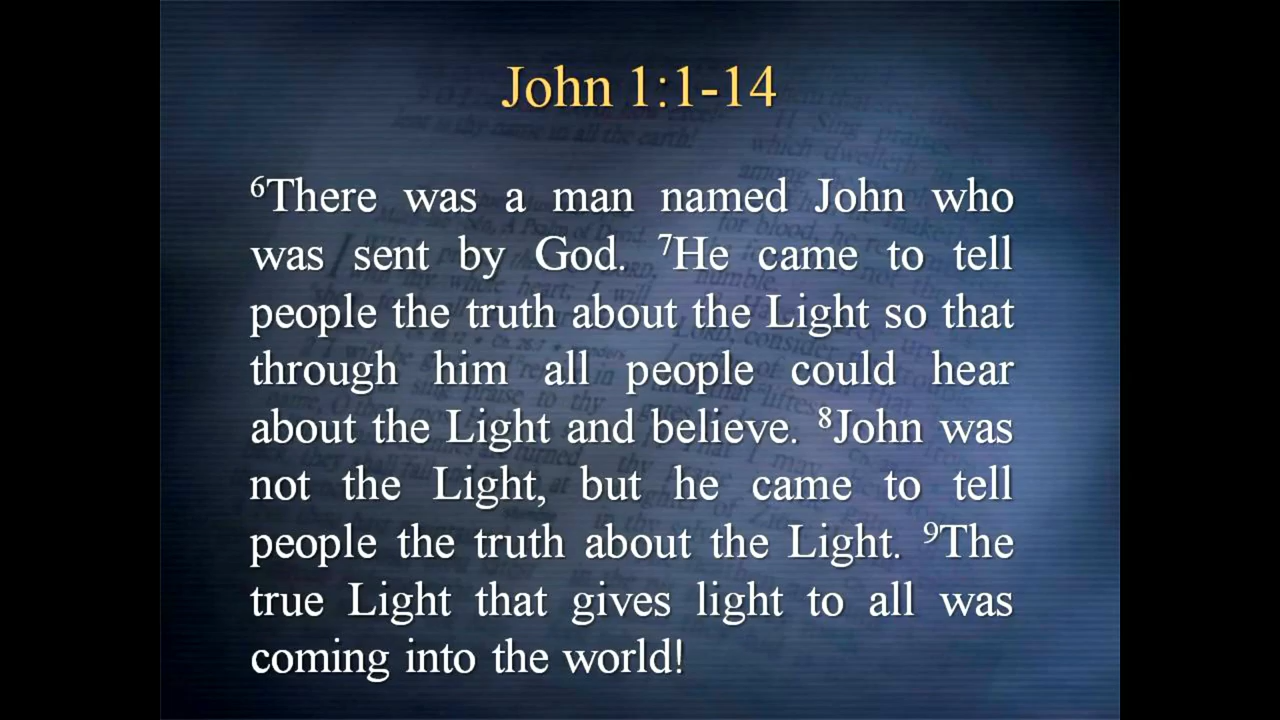 John 1:1-14
⁶There was a man named John who
was sent by God. ⁷He came to tell
people the truth about the Light so that
through him all people could hear
about the Light and believe. ⁸John was
not the Light, but he came to tell
people the truth about the Light. ⁹The
true Light that gives light to all was
coming into the world!